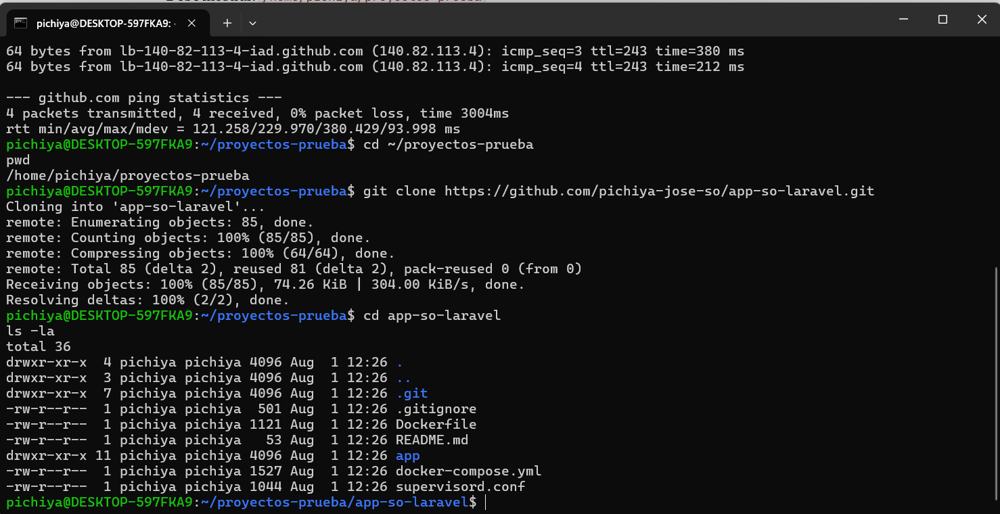 pichiya@DESKTOP-597FKA9: ·
64 bytes from lb-140-82-113-4-iad.github.com (140.82.113.4): icmp_seq=3 ttl=243 time=380 ms
64 bytes from lb-140-82-113-4-iad.github.com (140.82.113.4): icmp_seq=4 ttl=243 time=212 ms
--- github.com ping statistics ---
4 packets transmitted, 4 received, 0% packet loss, time 3004ms
rtt min/avg/max/mdev = 121.258/229.970/380.429/93.998 ms
pichiya@DESKTOP-597FKA9:~/proyectos-prueba$ cd ~/proyectos-prueba
pwd
/home/pichiya/proyectos-prueba
pichiya@DESKTOP-597FKA9:~/proyectos-prueba$ git clone https://github.com/pichiya-jose-so/app-so-laravel.git
Cloning into 'app-so-laravel'...
remote: Enumerating objects: 85, done.
remote: Counting objects: 100% (85/85), done.
remote: Compressing objects: 100% (64/64), done.
remote: Total 85 (delta 2), reused 81 (delta 2), pack-reused 0 (from 0)
Receiving objects: 100% (85/85), 74.26 KiB | 304.00 KiB/s, done.
Resolving deltas: 100% (2/2), done.
pichiya@DESKTOP-597FKA9:~/proyectos-prueba$ cd app-so-laravel
ls -la
total 36
drwxr-xr-x  4 pichiya pichiya 4096 Aug  1 12:26 .
drwxr-xr-x  3 pichiya pichiya 4096 Aug  1 12:26 ..
drwxr-xr-x  7 pichiya pichiya 4096 Aug  1 12:26 .git
-rw-r--r--  1 pichiya pichiya  501 Aug  1 12:26 .gitignore
-rw-r--r--  1 pichiya pichiya 1121 Aug  1 12:26 Dockerfile
-rw-r--r--  1 pichiya pichiya   53 Aug  1 12:26 README.md
drwxr-xr-x 11 pichiya pichiya 4096 Aug  1 12:26 app
-rw-r--r--  1 pichiya pichiya 1527 Aug  1 12:26 docker-compose.yml
-rw-r--r--  1 pichiya pichiya 1044 Aug  1 12:26 supervisord.conf
pichiya@DESKTOP-597FKA9:~/proyectos-prueba/app-so-laravel$